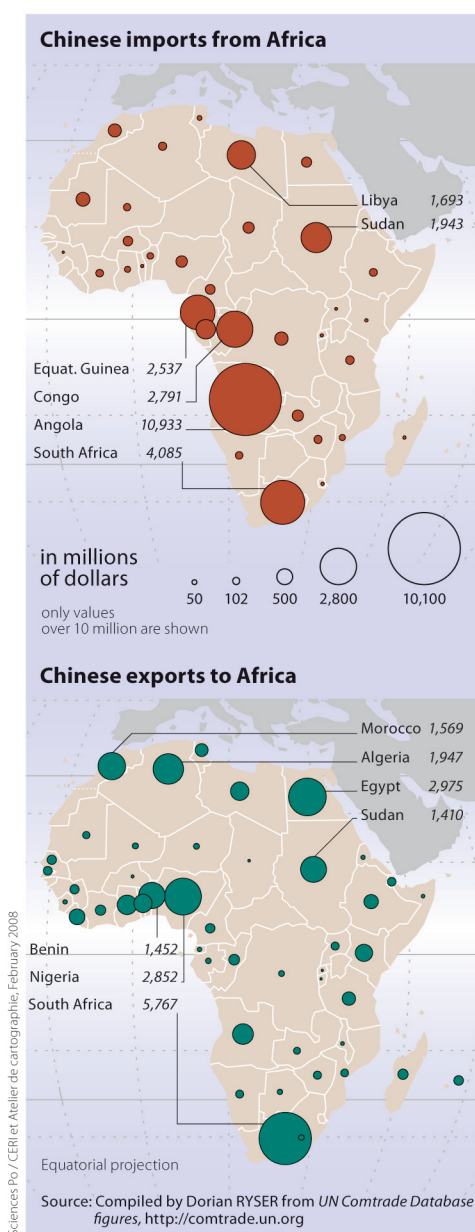 Chinese imports from Africa
Libya 1,693
Sudan 1,943
Equat. Guinea 2,537
Congo 2,791
Angola 10,933
South Africa 4,085
in millions
of dollars
50 102 500 2,800 10,100
only values
over 10 million are shown
Chinese exports to Africa
Morocco 1,569
Algeria 1,947
Egypt 2,975
Sudan 1,410
Benin 1,452
Nigeria 2,852
South Africa 5,767
Equatorial projection
Source: Compiled by Dorian RYSER from UN Comtrade Database
figures, http://comtrade.un.org
Sciences Po / CERI et Atelier de cartographie, February 2008